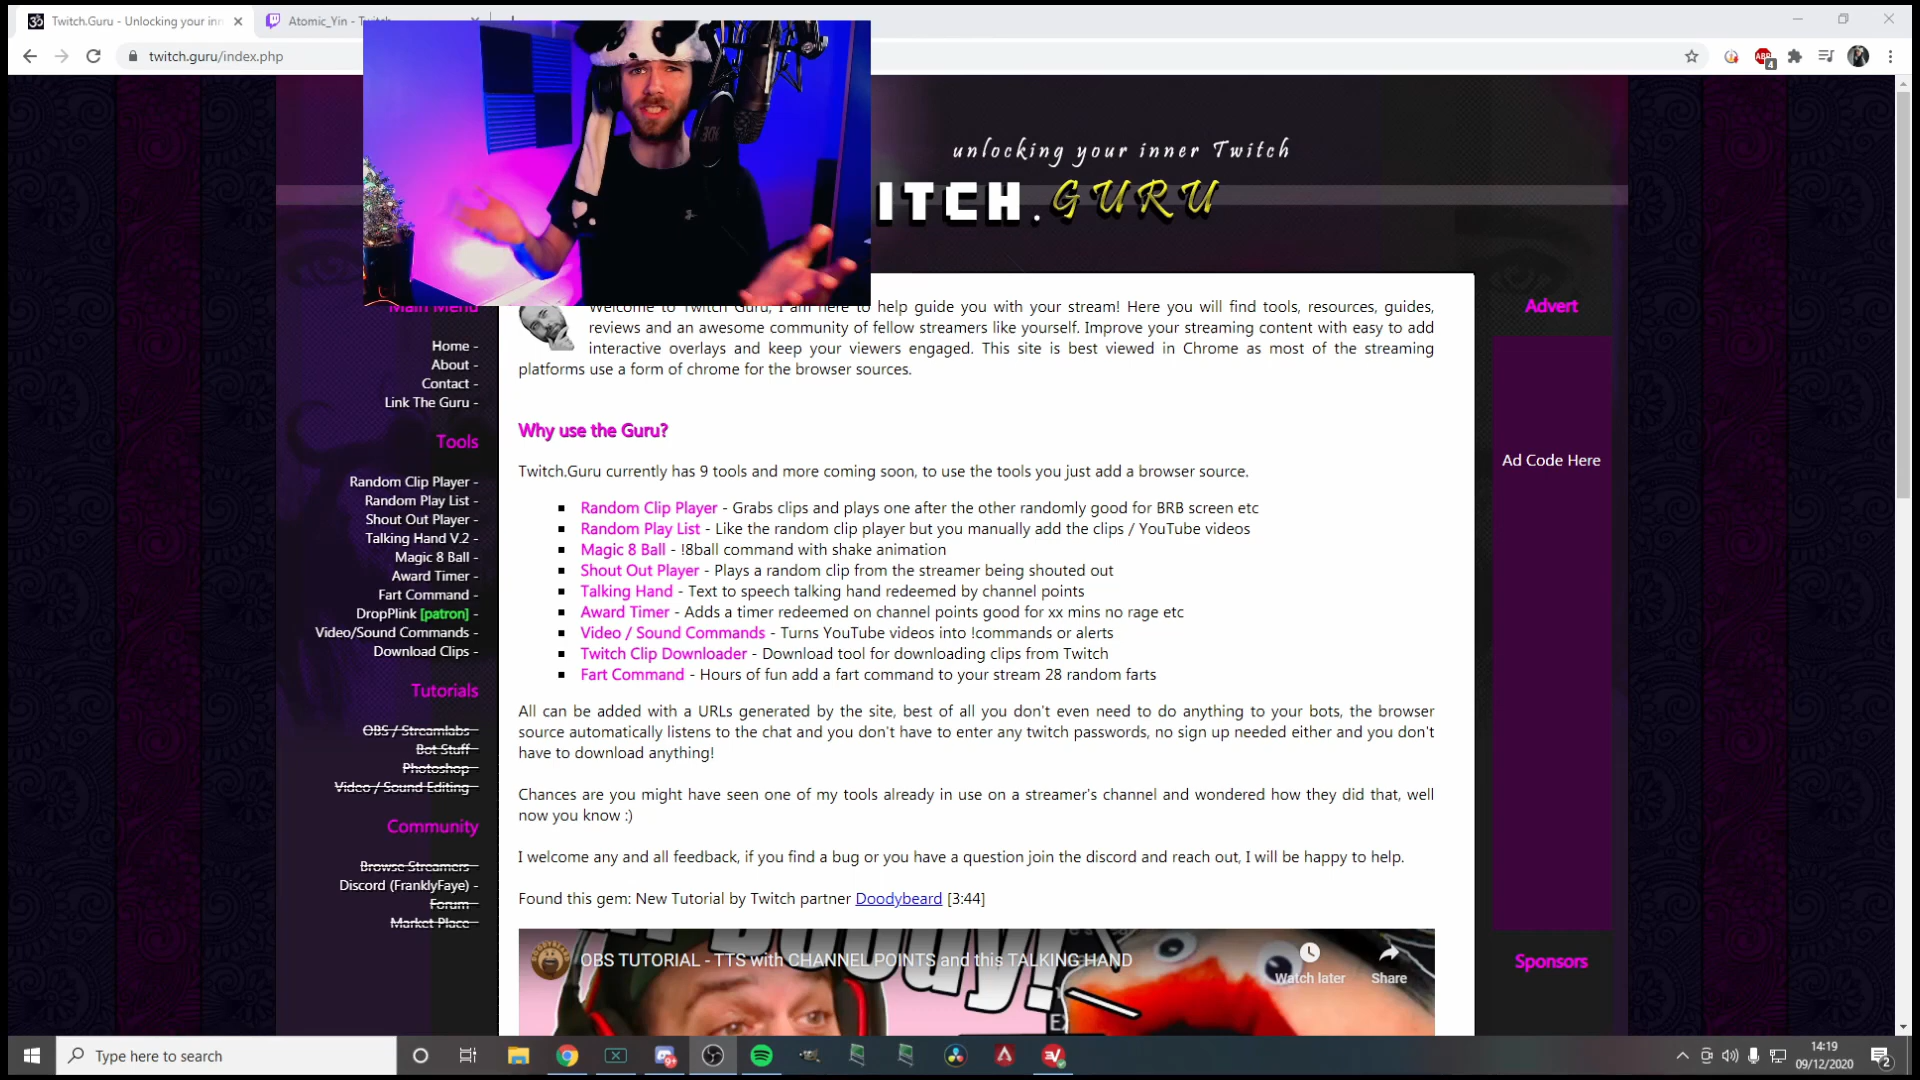 Twitch.Guru - Unlocking your inn
Atomic_Yin - Twitch
twitch.guru/index.php
ABP
4
unlocking your inner Twitch
ITCH.GURU
Main Menu
Home -
About -
Contact -
Link The Guru -
Tools
Random Clip Player -
Random Play List -
Shout Out Player -
Talking Hand V.2 -
Magic 8 Ball -
Award Timer -
Fart Command -
DropPlink [patron] -
Video/Sound Commands -
Download Clips -
Tutorials
OBS / Streamlabs -
Bot Stuff -
Photoshop -
Video / Sound Editing -
Community
Browse Streamers -
Discord (FranklyFaye) -
Forum -
Market Place -
Welcome to Twitch Guru, I am here to help guide you with your stream! Here you will find tools, resources, guides,
reviews and an awesome community of fellow streamers like yourself. Improve your streaming content with easy to add
interactive overlays and keep your viewers engaged. This site is best viewed in Chrome as most of the streaming
platforms use a form of chrome for the browser sources.
Why use the Guru?
Twitch.Guru currently has 9 tools and more coming soon, to use the tools you just add a browser source.
Random Clip Player - Grabs clips and plays one after the other randomly good for BRB screen etc
Random Play List - Like the random clip player but you manually add the clips / YouTube videos
Magic 8 Ball - !8ball command with shake animation
Shout Out Player - Plays a random clip from the streamer being shouted out
Talking Hand - Text to speech talking hand redeemed by channel points
Award Timer - Adds a timer redeemed on channel points good for xx mins no rage etc
Video / Sound Commands - Turns YouTube videos into !commands or alerts
Twitch Clip Downloader - Download tool for downloading clips from Twitch
Fart Command - Hours of fun add a fart command to your stream 28 random farts
All can be added with a URLs generated by the site, best of all you don't even need to do anything to your bots, the browser
source automatically listens to the chat and you don't have to enter any twitch passwords, no sign up needed either and you don't
have to download anything!
Chances are you might have seen one of my tools already in use on a streamer's channel and wondered how they did that, well
now you know :)
I welcome any and all feedback, if you find a bug or you have a question join the discord and reach out, I will be happy to help.
Found this gem: New Tutorial by Twitch partner Doodybeard [3:44]
OBS TUTORIAL - TTS with CHANNEL POINTS and this TALKING HAND
Watch later
Share
Advert
Ad Code Here
Sponsors
Type here to search
14:19
09/12/2020
2